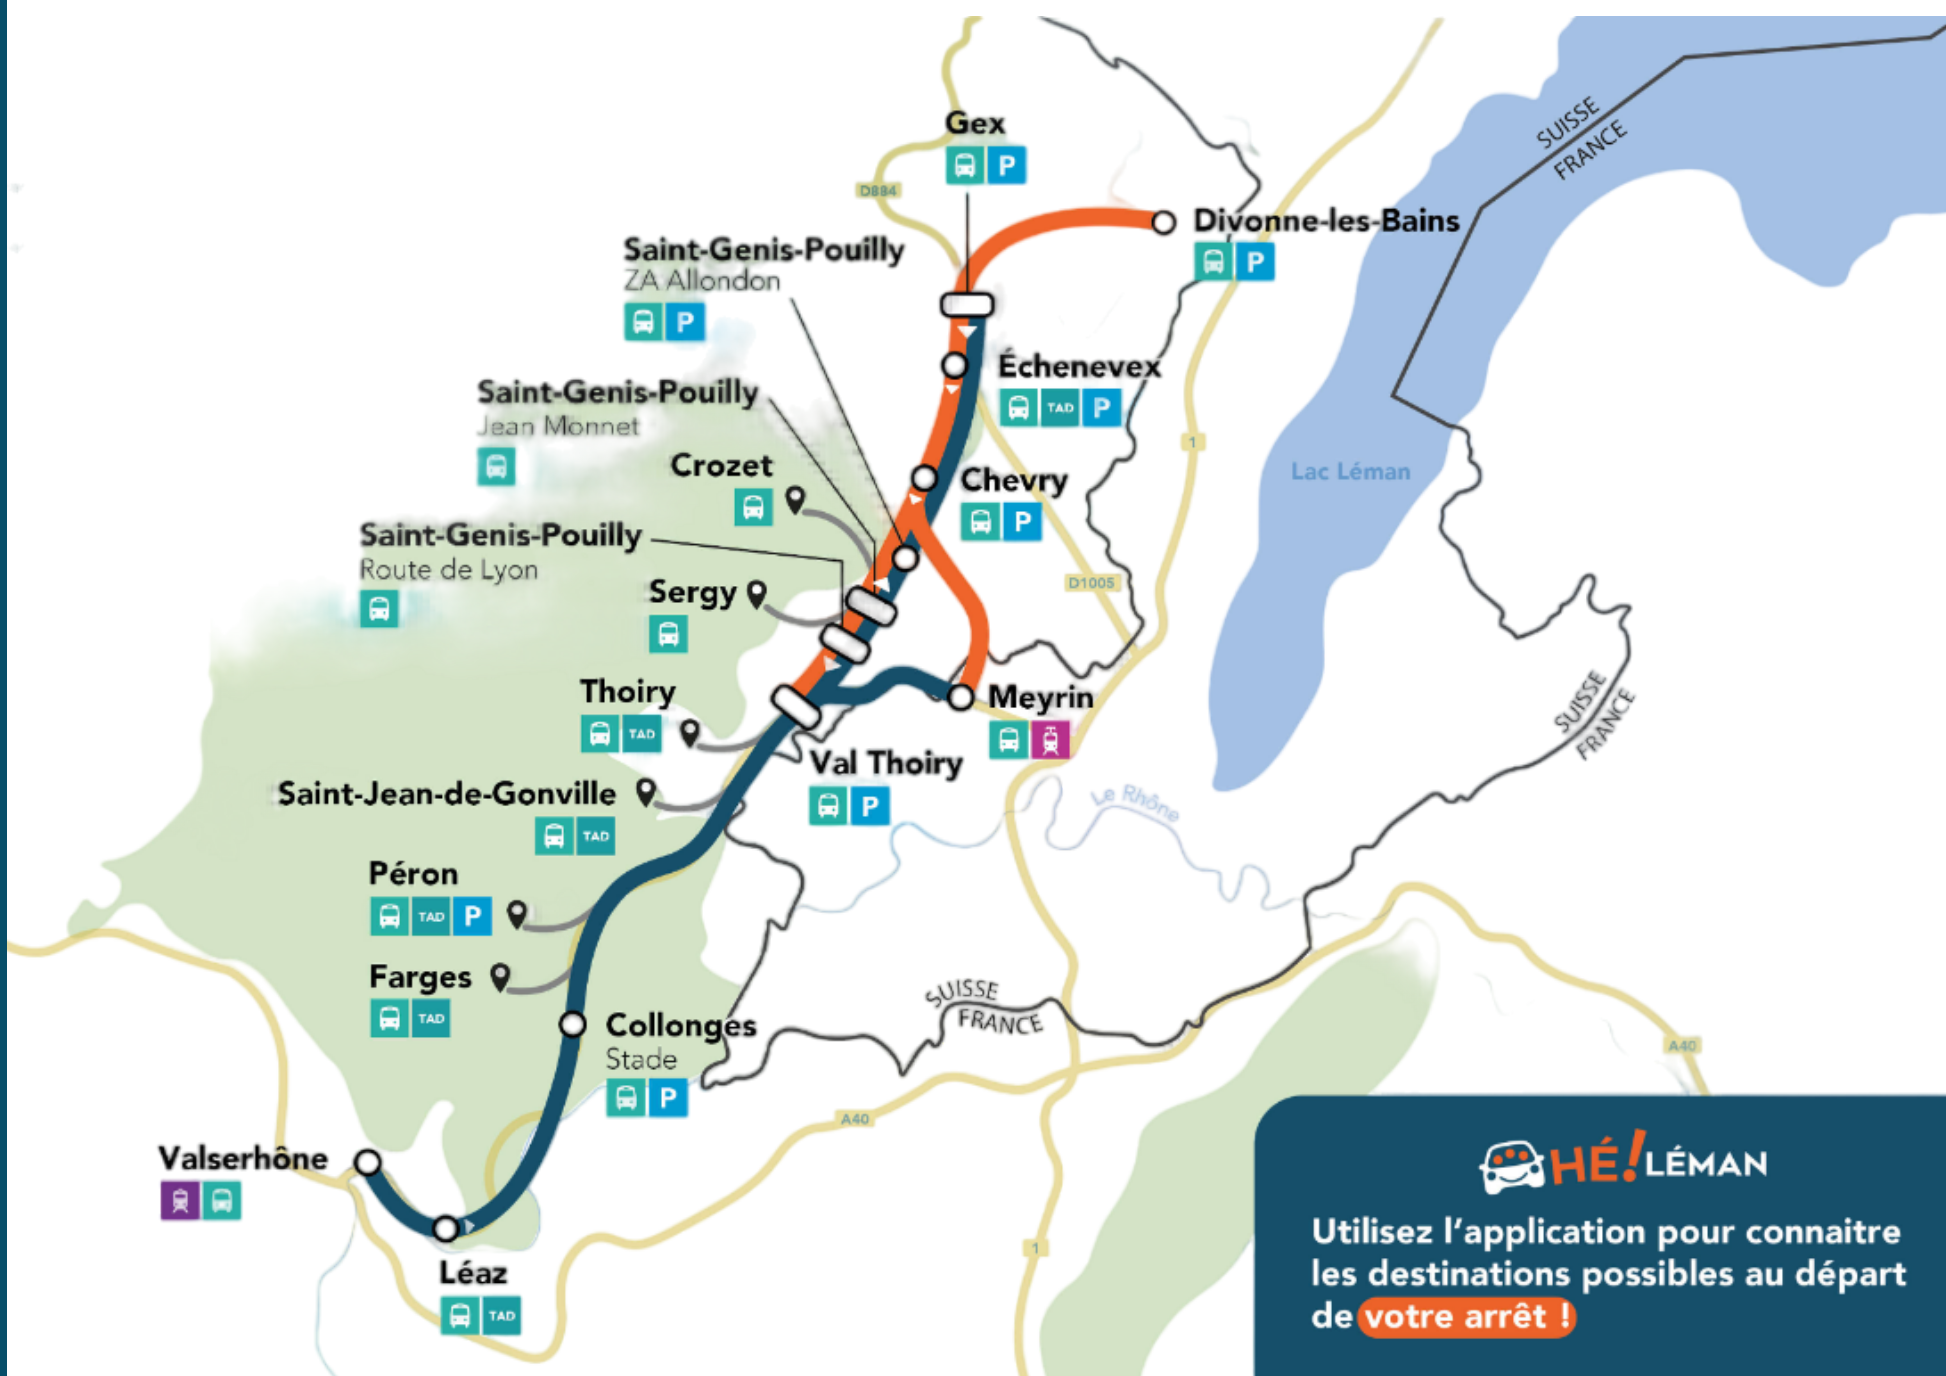 Gex
P
D884
Divonne-les-Bains
P
Saint-Genis-Pouilly
ZA Allondon
P
Échenevex
TAD P
Saint-Genis-Pouilly
Jean Monnet
Crozet
Chevry
P
1
Lac Léman
SUISSE
FRANCE
Saint-Genis-Pouilly
Route de Lyon
Sergy
D1005
Thoiry
TAD
Meyrin
Val Thoiry
P
SUISSE
FRANCE
Saint-Jean-de-Gonville
TAD
Le Rhône
Péron
TAD P
Farges
TAD
SUISSE
FRANCE
Collonges
Stade
P
A40
A40
Valserhône
1
Léaz
TAD
HÉ! LÉMAN
Utilisez l'application pour connaitre
les destinations possibles au départ
de votre arrêt !